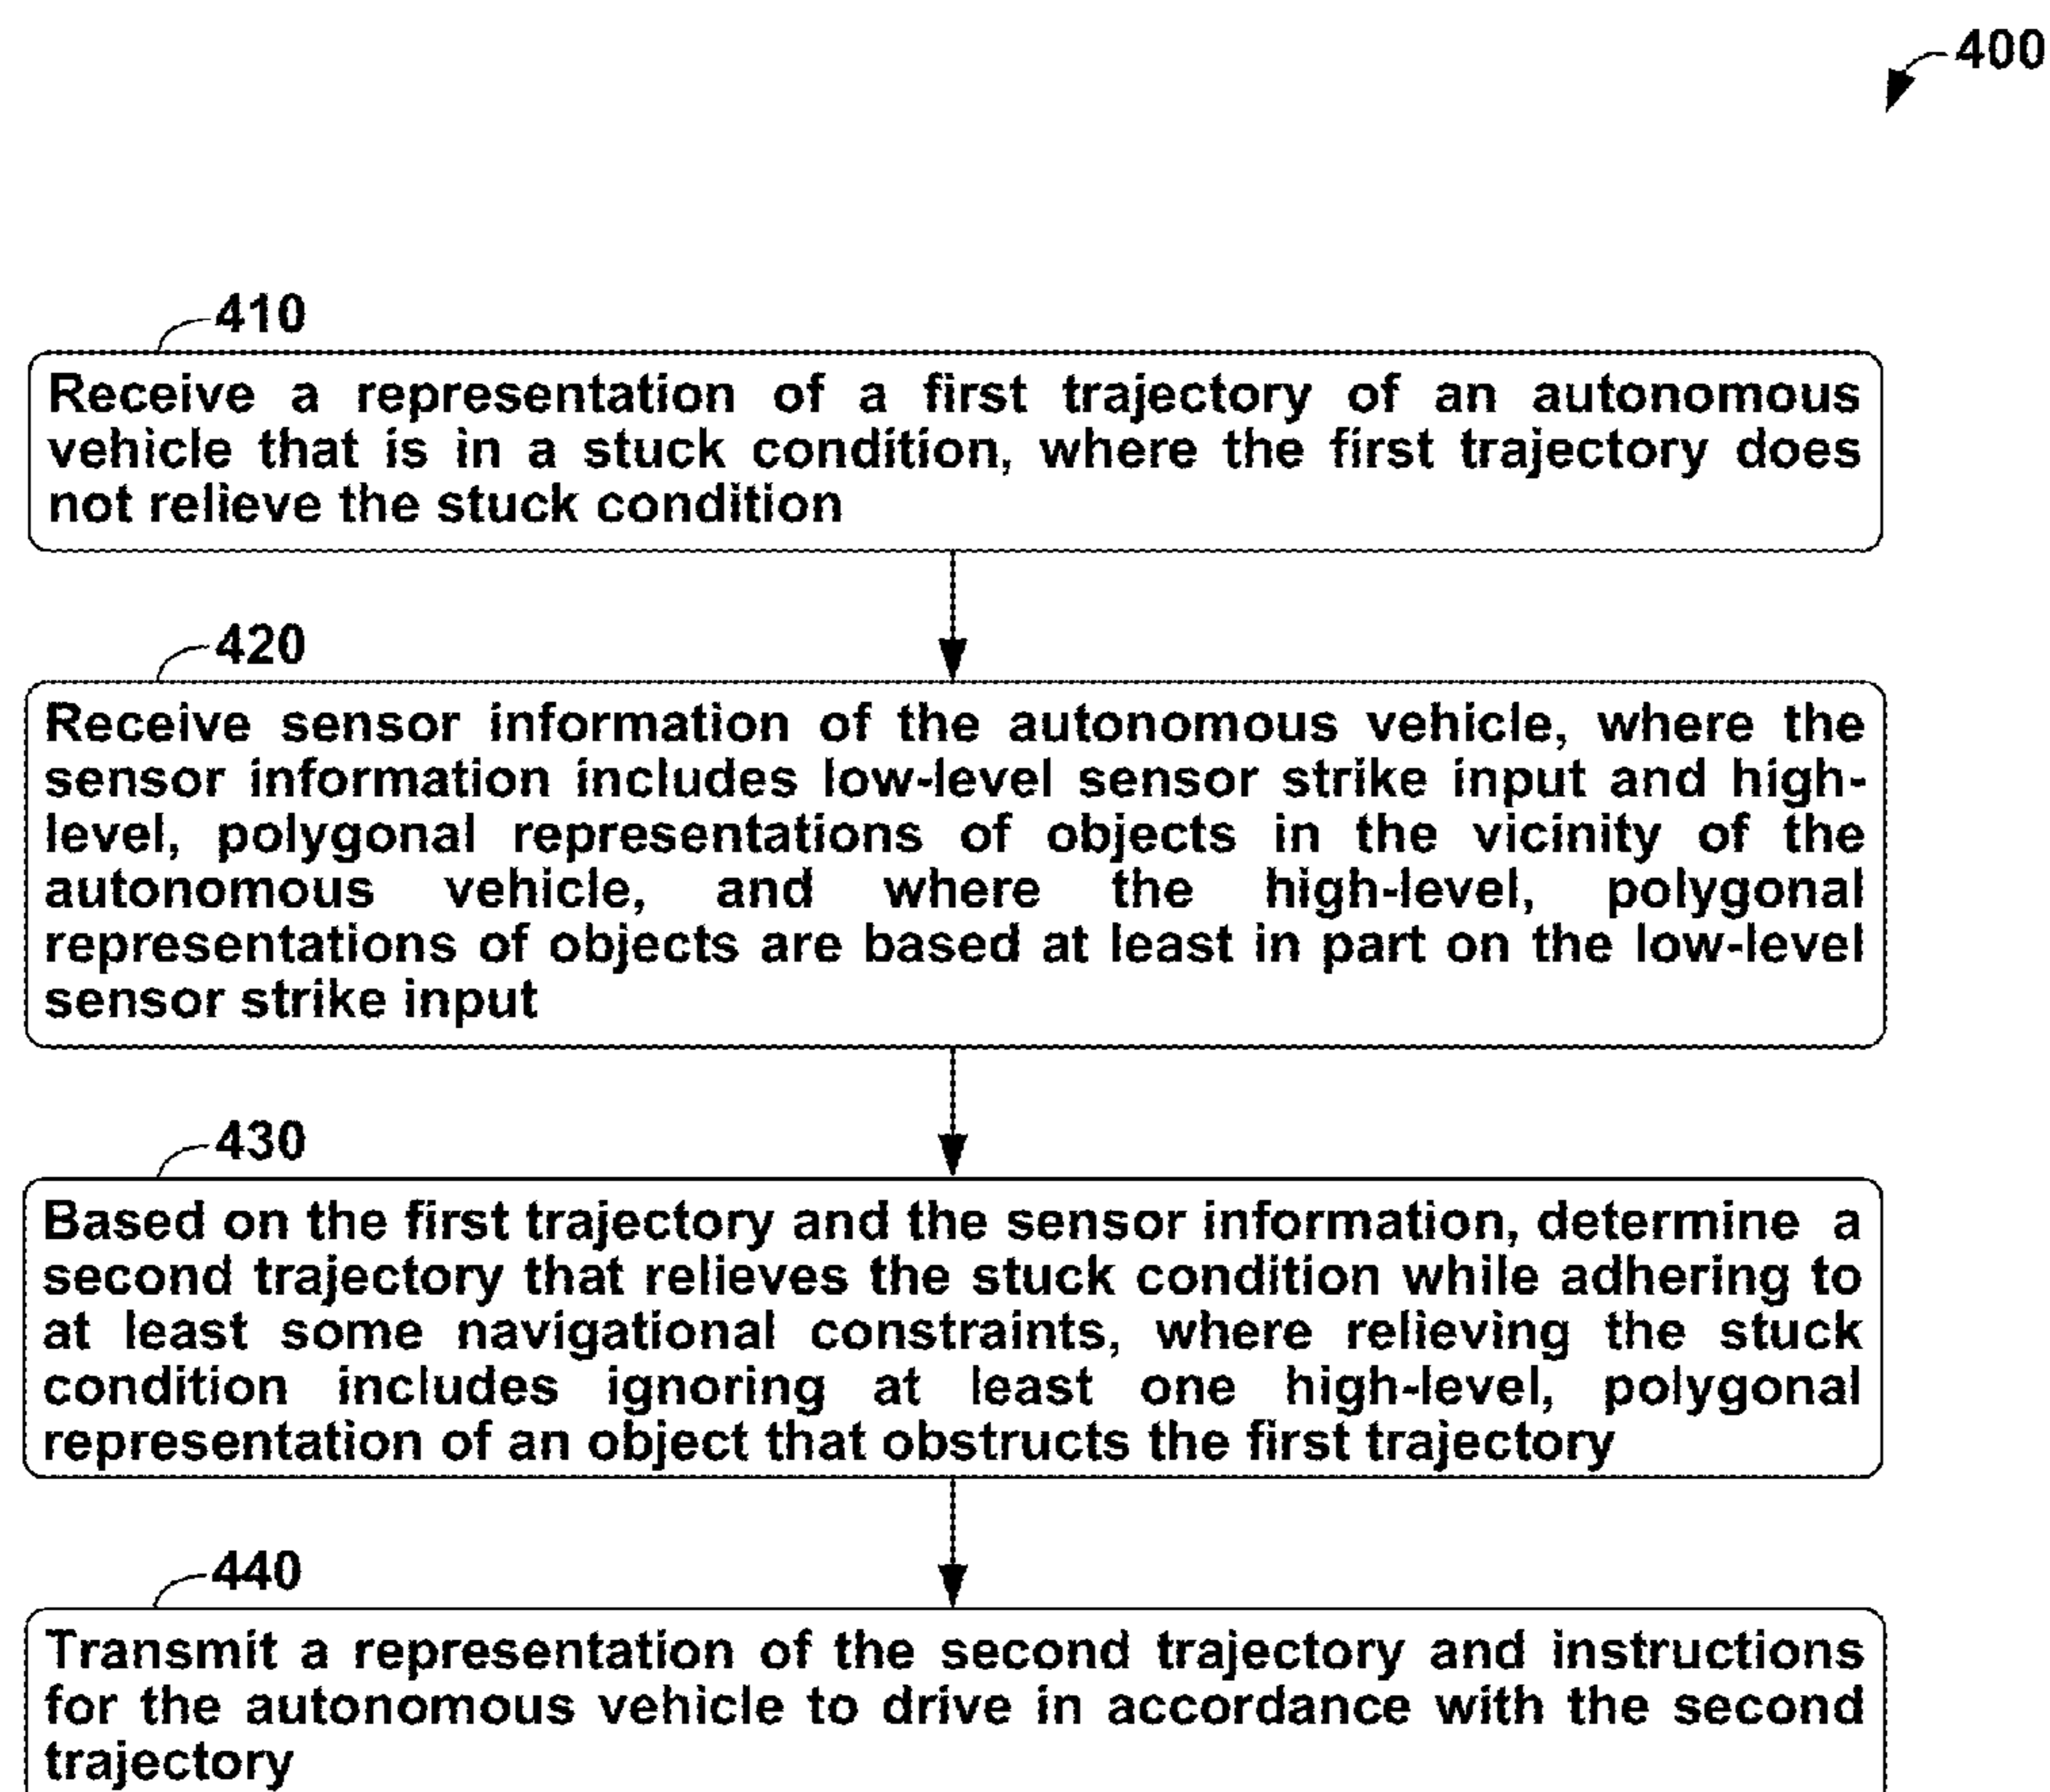 400
410
Receive a representation of a first trajectory of an autonomous
vehicle that is in a stuck condition, where the first trajectory does
not relieve the stuck condition
420
Receive sensor information of the autonomous vehicle, where the
sensor information includes low-level sensor strike input and high-
level, polygonal representations of objects in the vicinity of the
autonomous vehicle, and where the high-level, polygonal
representations of objects are based at least in part on the low-level
sensor strike input
430
Based on the first trajectory and the sensor information, determine a
second trajectory that relieves the stuck condition while adhering to
at least some navigational constraints, where relieving the stuck
condition includes ignoring at least one high-level, polygonal
representation of an object that obstructs the first trajectory
440
Transmit a representation of the second trajectory and instructions
for the autonomous vehicle to drive in accordance with the second
trajectory